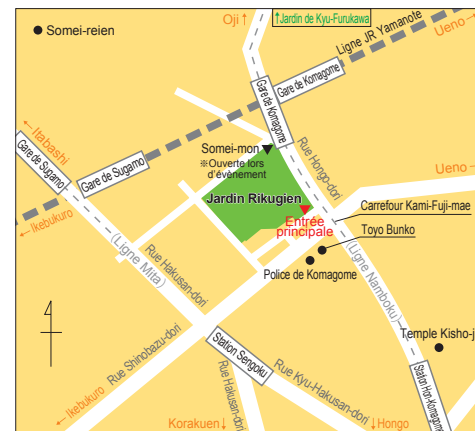 Oji ↑
↑Jardin de Kyu-Furukawa
Ueno→
Somei-reien
Ligne JR Yamanote
Gare de Komagome
Gare de Komagome
←Itabashi
Gare de Sugamo
Gare de Sugamo
←Ikebukuro
Somei-mon
※Ouverte lors
d'évènement
Rue Hongo-dori
Ueno→
Jardin Rikugien
Entrée
principale
Carrefour Kami-Fuji-mae
Toyo Bunko
(Ligne Mita)
Rue Hakusan-dori
(Ligne Namboku)
Police de Komagome
Temple Kisho-j
Station Sengoku
Rue Shinobazu-dori
←Ikebukuro
Rue Hakusan-dori
Rue Kyu-Hakusan-dori
Station Hon-Komagome
Korakuen↓
↓Hongo